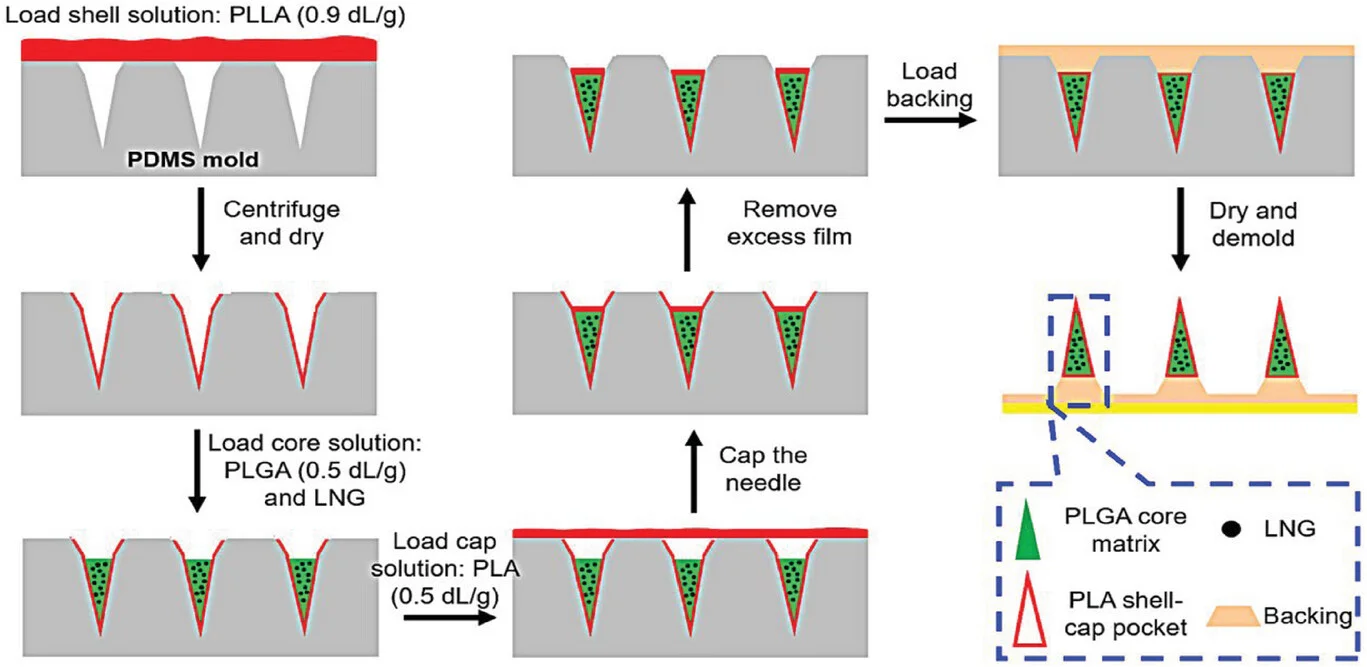 Load shell solution: PLLA (0.9 dL/g)
PDMS mold
Centrifuge
and dry
Load core solution:
PLGA (0.5 dL/g)
and LNG
Load cap
solution: PLA
(0.5 dL/g)
Cap the
needle
Remove
excess film
Load
backing
Dry and
demold
PLGA core
matrix
LNG
PLA shell-
cap pocket
Backing